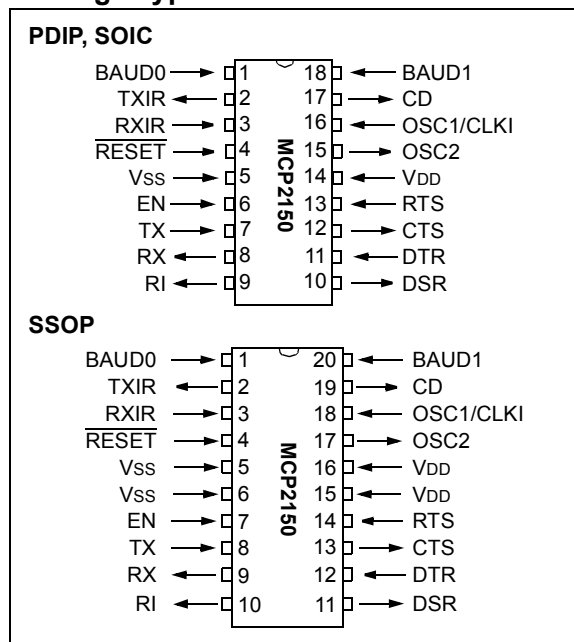 PDIP, SOIC
BAUD0 1 18 BAUD1
TXIR 2 17 CD
RXIR 3 16 OSC1/CLKI
RESET 4 15 OSC2
VSS 5 14 VDD
EN 6 13 RTS
TX 7 12 CTS
RX 8 11 DTR
RI 9 10 DSR
MCP2150
SSOP
BAUD0 1 20 BAUD1
TXIR 2 19 CD
RXIR 3 18 OSC1/CLKI
RESET 4 17 OSC2
VSS 5 16 VDD
VSS 6 15 VDD
EN 7 14 RTS
TX 8 13 CTS
RX 9 12 DTR
RI 10 11 DSR
MCP2150